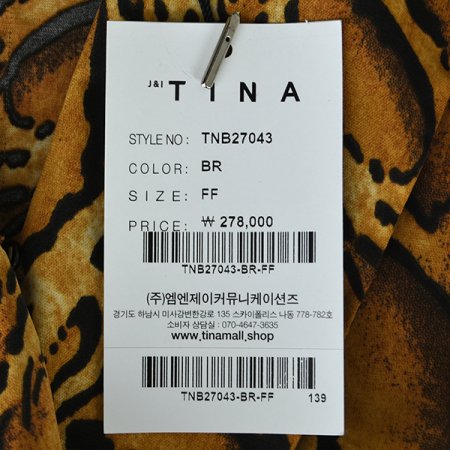 J&I TINA
STYLE NO : TNB27043
COLOR: BR
SIZE: FF
PRICE: ₩ 278,000
TNB27043-BR-FF
(주)엠엔제이커뮤니케이션즈
경기도 하남시 미사강변한강로 135 스카이폴리스 나동 778-782호
소비자 상담실 : 070-4647-3635
www.tinamall.shop
TNB27043-BR-FF 139